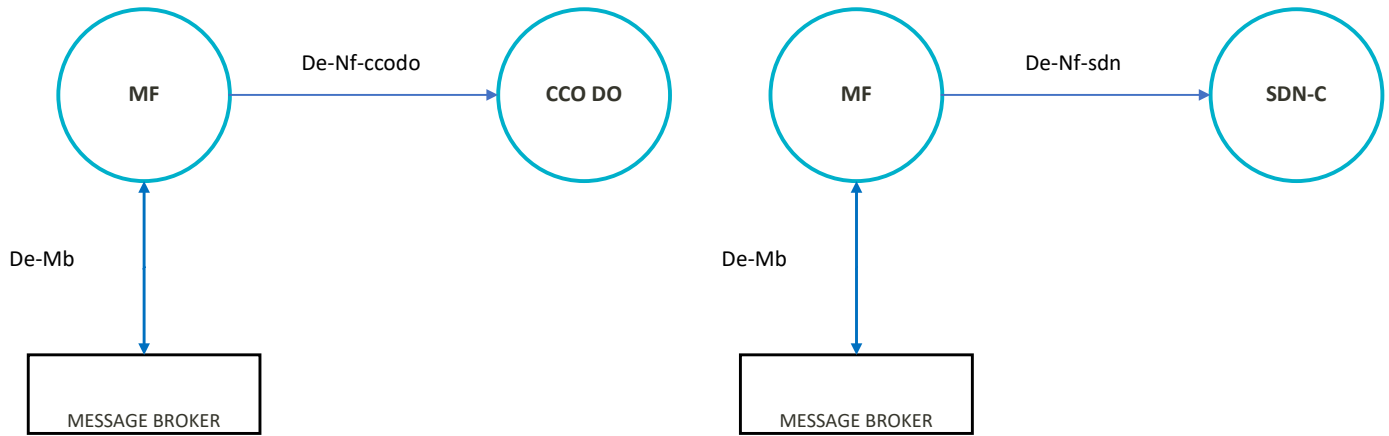 De-Nf-ccodo
MF
CCO DO
De-Mb
MESSAGE BROKER
De-Nf-sdn
MF
SDN-C
De-Mb
MESSAGE BROKER